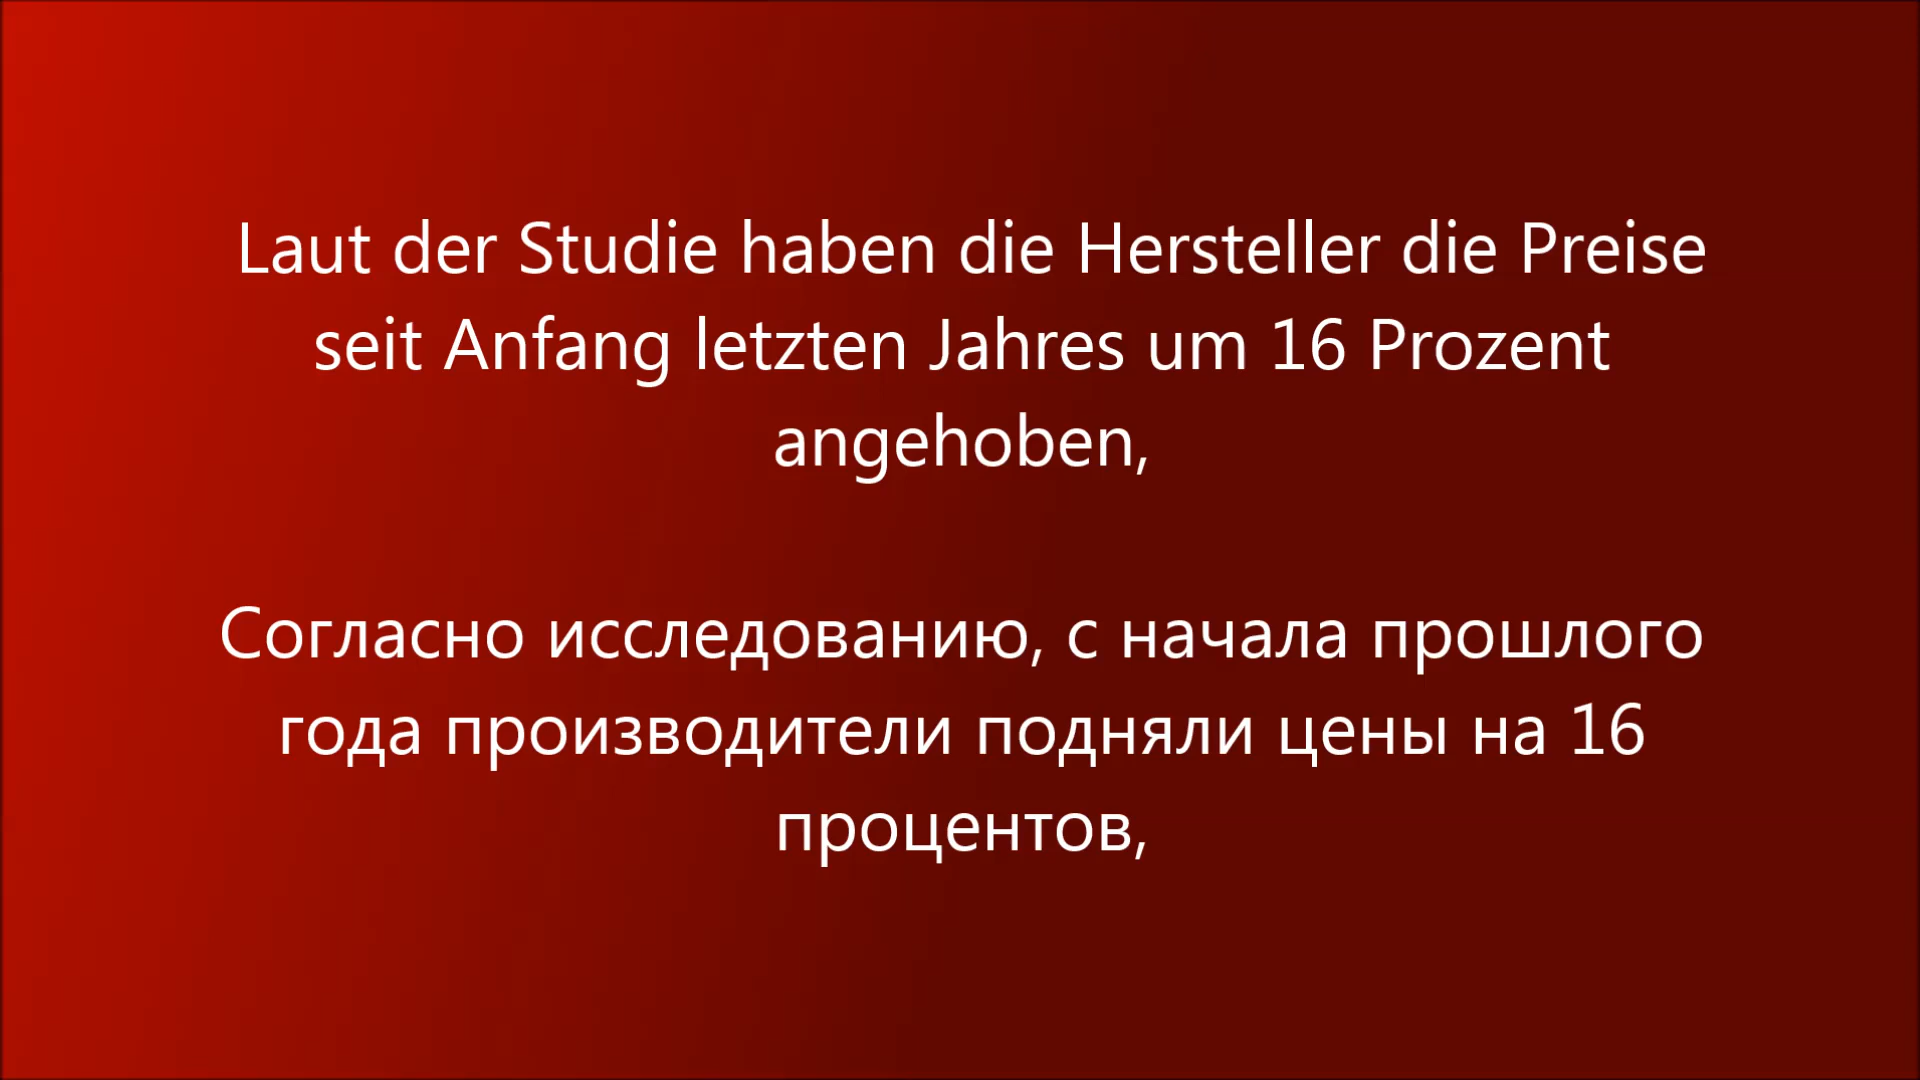 Laut der Studie haben die Hersteller die Preise
seit Anfang letzten Jahres um 16 Prozent
angehoben,
Согласно исследованию, с начала прошлого
года производители подняли цены на 16
процентов,